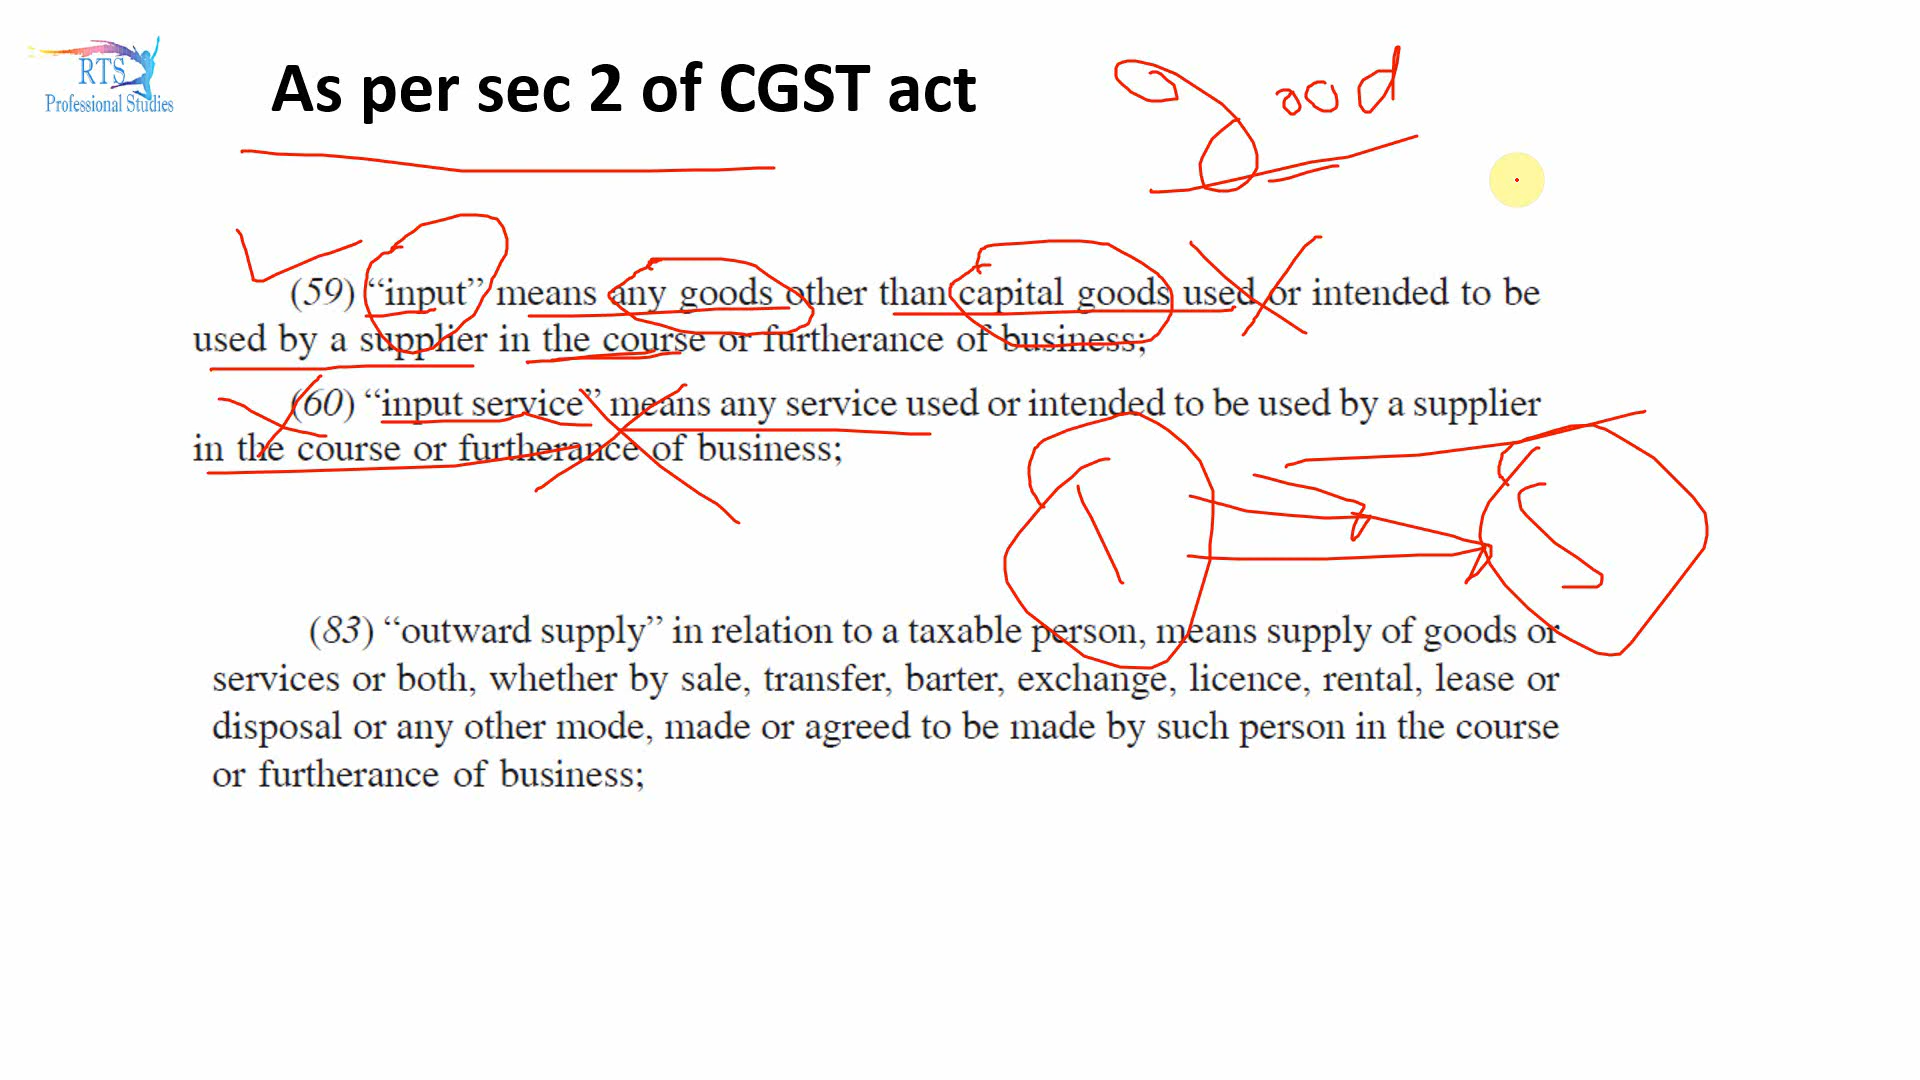 RTS
Professional Studies
As per sec 2 of CGST act
good
(59) “input” means any goods other than capital goods used or intended to be
used by a supplier in the course or furtherance of business;
(60) “input service” means any service used or intended to be used by a supplier
in the course or furtherance of business;
(83) “outward supply” in relation to a taxable person, means supply of goods or
services or both, whether by sale, transfer, barter, exchange, licence, rental, lease or
disposal or any other mode, made or agreed to be made by such person in the course
or furtherance of business;